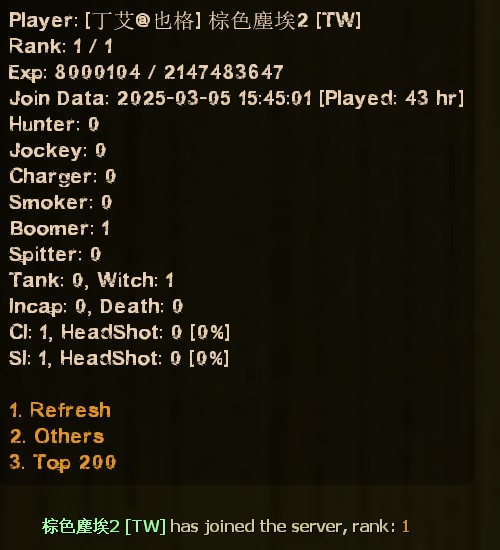 Player: [丁艾@也格] 棕色塵埃2 [TW]
Rank: 1 / 1
Exp: 8000104 / 2147483647
Join Data: 2025-03-05 15:45:01 [Played: 43 hr]
Hunter: 0
Jockey: 0
Charger: 0
Smoker: 0
Boomer: 1
Spitter: 0
Tank: 0, Witch: 1
Incap: 0, Death: 0
CI: 1, HeadShot: 0 [0%]
SI: 1, HeadShot: 0 [0%]
1. Refresh
2. Others
3. Top 200
棕色塵埃2 [TW] has joined the server, rank: 1